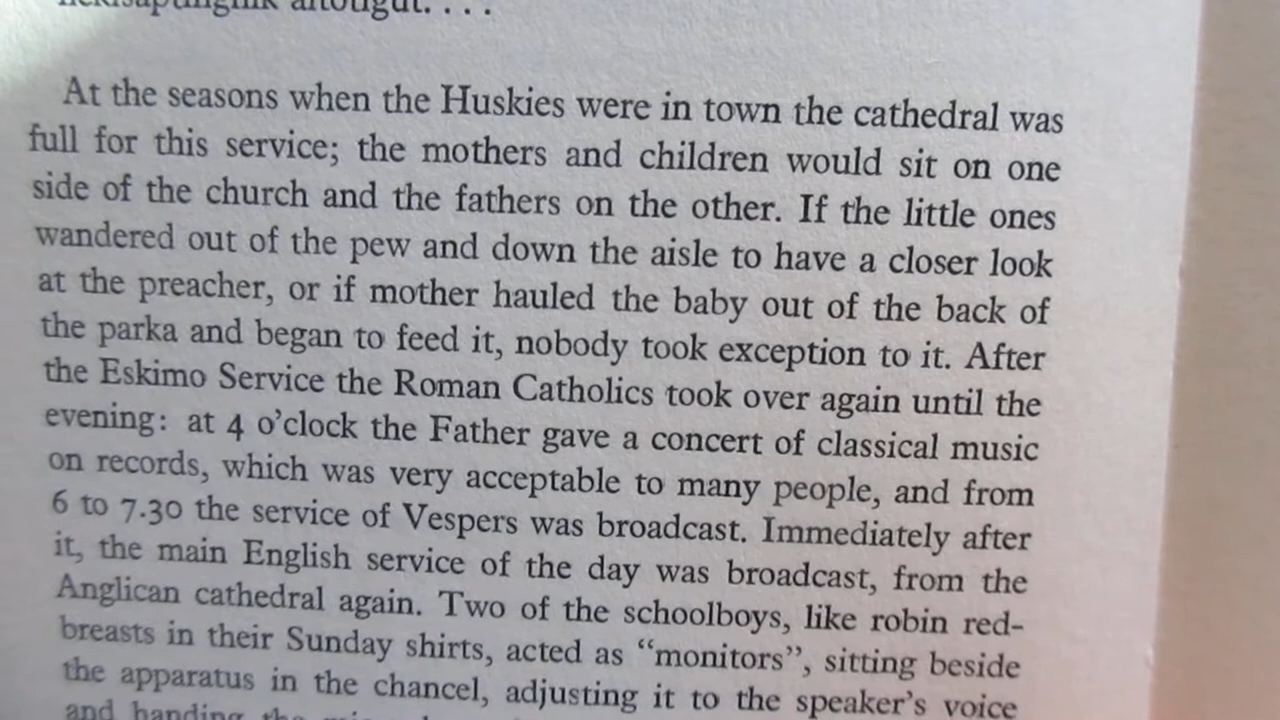 altougut. . . .
At the seasons when the Huskies were in town the cathedral was
full for this service; the mothers and children would sit on one
side of the church and the fathers on the other. If the little ones
wandered out of the pew and down the aisle to have a closer look
at the preacher, or if mother hauled the baby out of the back of
the parka and began to feed it, nobody took exception to it. After
the Eskimo Service the Roman Catholics took over again until the
evening: at 4 o'clock the Father gave a concert of classical music
on records, which was very acceptable to many people, and from
6 to 7.30 the service of Vespers was broadcast. Immediately after
it, the main English service of the day was broadcast, from the
Anglican cathedral again. Two of the schoolboys, like robin red-
breasts in their Sunday shirts, acted as “monitors”, sitting beside
the apparatus in the chancel, adjusting it to the speaker's voice
and handing the